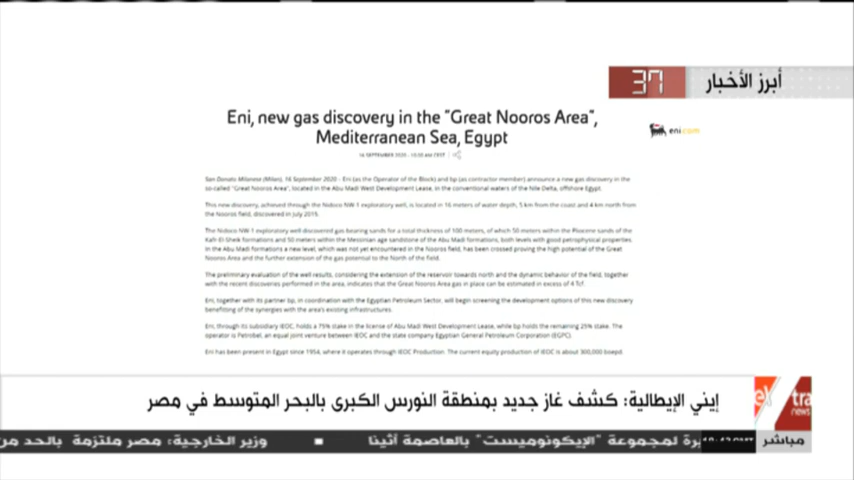 37
أبرز الأخبار
Eni, new gas discovery in the "Great Nooros Area",
Mediterranean Sea, Egypt
eni.com
16 SEPTEMBER 2020 - 10:30 AM CEST
San Donato Milanese (Milan), 16 September 2020 - Eni (as the Operator of the Block) and bp (as contractor member) announce a new gas discovery in the
so-called "Great Nooros Area", located in the Abu Madi West Development Lease, in the conventional waters of the Nile Delta, offshore Egypt.
This new discovery, achieved through the Nidoco NW-1 exploratory well, is located in 16 meters of water depth, 5 km from the coast and 4 km north from
the Nooros field, discovered in July 2015.
The Nidoco NW-1 exploratory well discovered gas bearing sands for a total thickness of 100 meters, of which 50 meters within the Pliocene sands of the
Kafr-El-Sheik formations and 50 meters within the Messinian age sandstone of the Abu Madi formations, both levels with good petrophysical properties.
In the Abu Madi formations a new level, which was not yet encountered in the Nooros field, has been crossed proving the high potential of the Great
Nooros Area and the further extension of the gas potential to the North of the field.
The preliminary evaluation of the well results, considering the extension of the reservoir towards north and the dynamic behavior of the field, together
with the recent discoveries performed in the area, indicates that the Great Nooros Area gas in place can be estimated in excess of 4 Tcf.
Eni, together with its partner bp, in coordination with the Egyptian Petroleum Sector, will begin screening the development options of this new discovery
benefitting of the synergies with the area's existing infrastructures.
Eni, through its subsidiary IEOC, holds a 75% stake in the license of Abu Madi West Development Lease, while bp holds the remaining 25% stake. The
operator is Petrobel, an equal joint venture between IEOC and the state company Egyptian General Petroleum Corporation (EGPC).
Eni has been present in Egypt since 1954, where it operates through IEOC Production. The current equity production of IEOC is about 300,000 boepd.
إيني الإيطالية: كشف غاز جديد بمنطقة النورس الكبرى بالبحر المتوسط في مصر
extra
news
مباشر
برة لمجموعة "الإيكونوميست" بالعاصمة أثينا ■ وزير الخارجية: مصر ملتزمة بالحد من